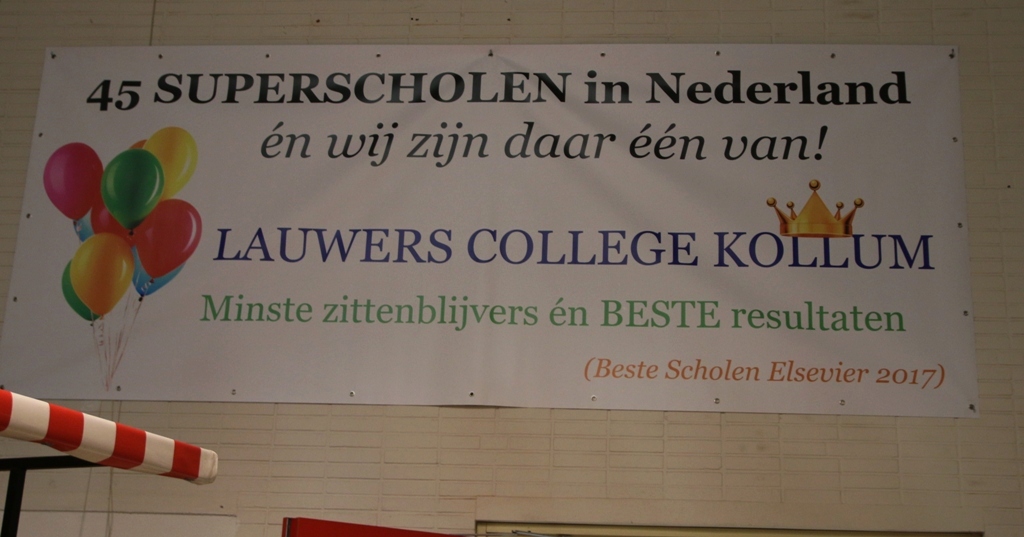 45 SUPERSCHOLEN in Nederland
én wij zijn daar één van!
LAUWERS COLLEGE KOLLUM
Minste zittenblijvers én BESTE resultaten
(Beste Scholen Elsevier 2017)